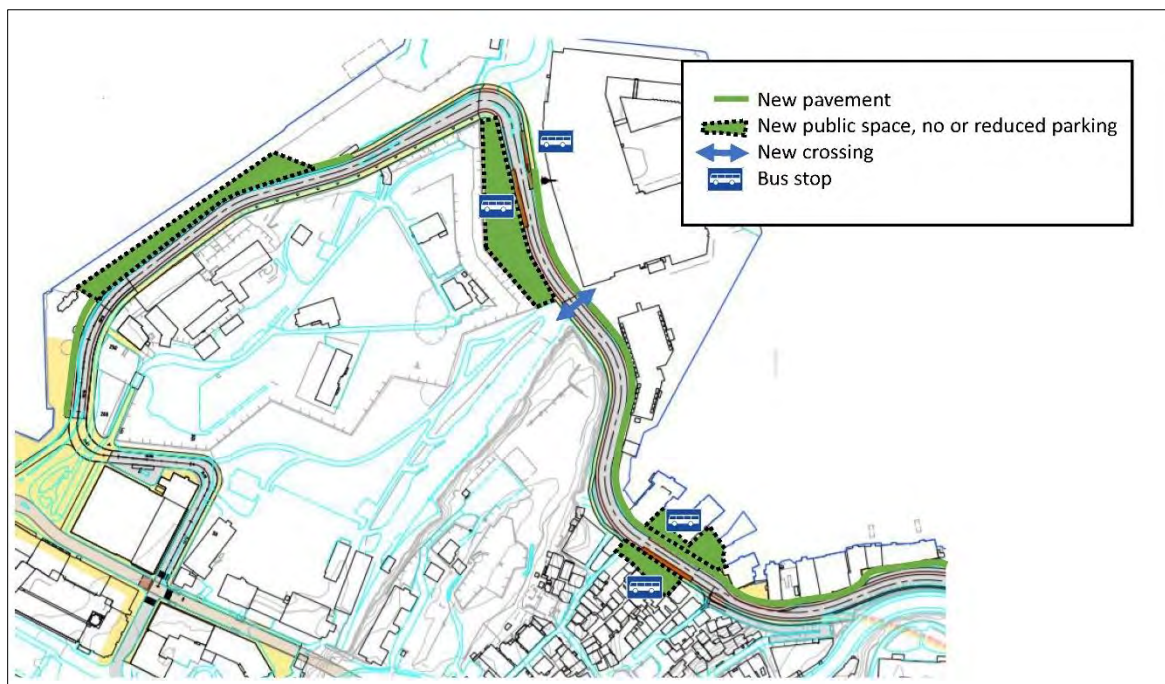 New pavement
New public space, no or reduced parking
New crossing
Bus stop